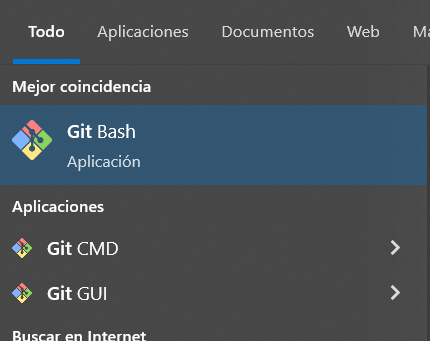 Todo Aplicaciones Documentos Web
Mejor coincidencia
Git Bash
Aplicación
Aplicaciones
Git CMD
Git GUI
Buscar en Internet